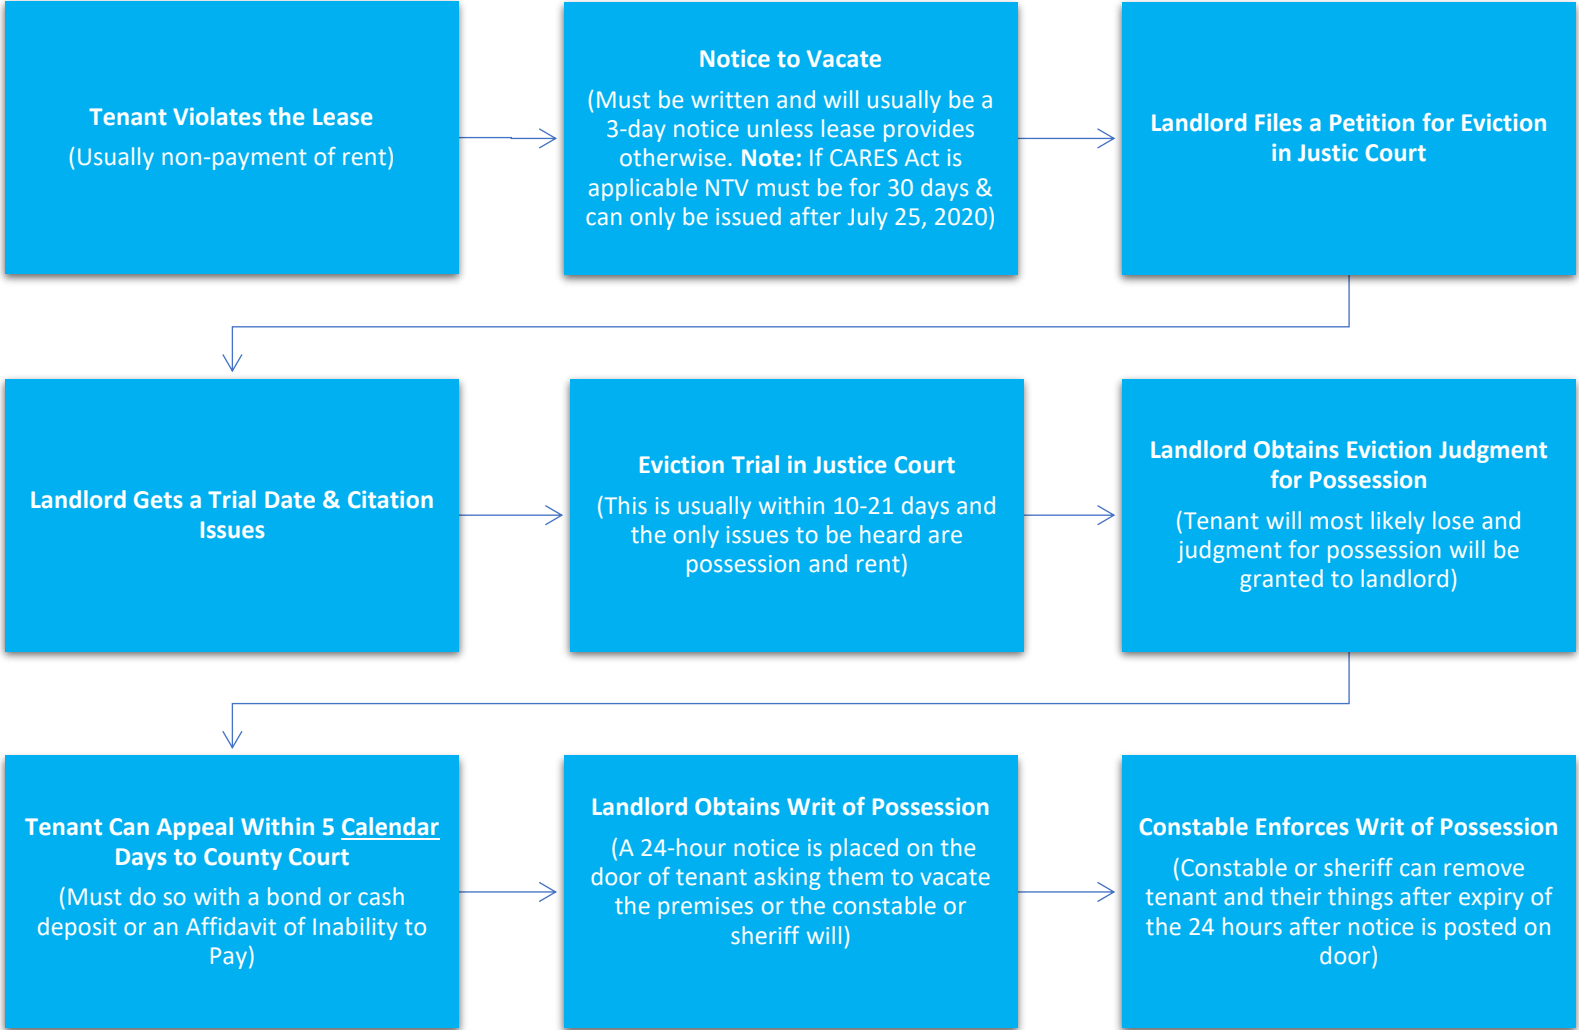 Tenant Violates the Lease
(Usually non-payment of rent)
Notice to Vacate
(Must be written and will usually be a
3-day notice unless lease provides
otherwise. Note: If CARES Act is
applicable NTV must be for 30 days &
can only be issued after July 25, 2020)
Landlord Files a Petition for Eviction
in Justic Court
Landlord Gets a Trial Date & Citation
Issues
Eviction Trial in Justice Court
(This is usually within 10-21 days and
the only issues to be heard are
possession and rent)
Landlord Obtains Eviction Judgment
for Possession
(Tenant will most likely lose and
judgment for possession will be
granted to landlord)
Tenant Can Appeal Within 5 Calendar
Days to County Court
(Must do so with a bond or cash
deposit or an Affidavit of Inability to
Pay)
Landlord Obtains Writ of Possession
(A 24-hour notice is placed on the
door of tenant asking them to vacate
the premises or the constable or
sheriff will)
Constable Enforces Writ of Possession
(Constable or sheriff can remove
tenant and their things after expiry of
the 24 hours after notice is posted on
door)